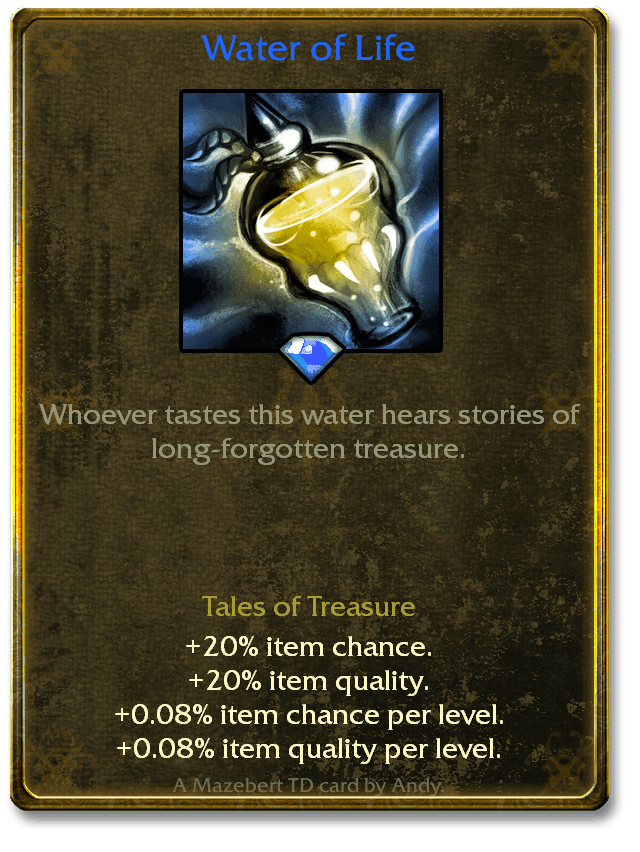 Water of Life
Whoever tastes this water hears stories of
long-forgotten treasure.
Tales of Treasure
+20% item chance.
+20% item quality.
+0.08% item chance per level.
+0.08% item quality per level.
A Mazebert TD card by Andy.